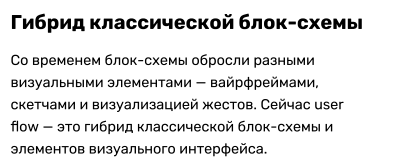 Гибрид классической блок-схемы
Со временем блок-схемы обросли разными
визуальными элементами — вайрфреймами,
скетчами и визуализацией жестов. Сейчас user
flow — это гибрид классической блок-схемы и
элементов визуального интерфейса.